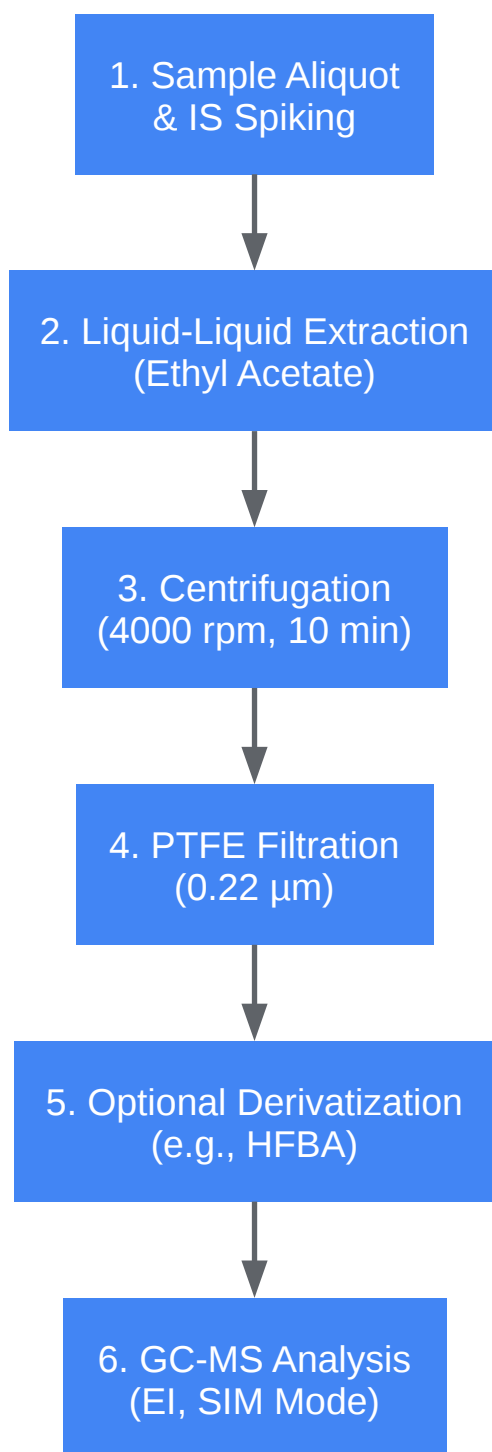 1. Sample Aliquot
& IS Spiking
2. Liquid-Liquid Extraction
(Ethyl Acetate)
3. Centrifugation
(4000 rpm, 10 min)
4. PTFE Filtration
(0.22 µm)
5. Optional Derivatization
(e.g., HFBA)
6. GC-MS Analysis
(EI, SIM Mode)